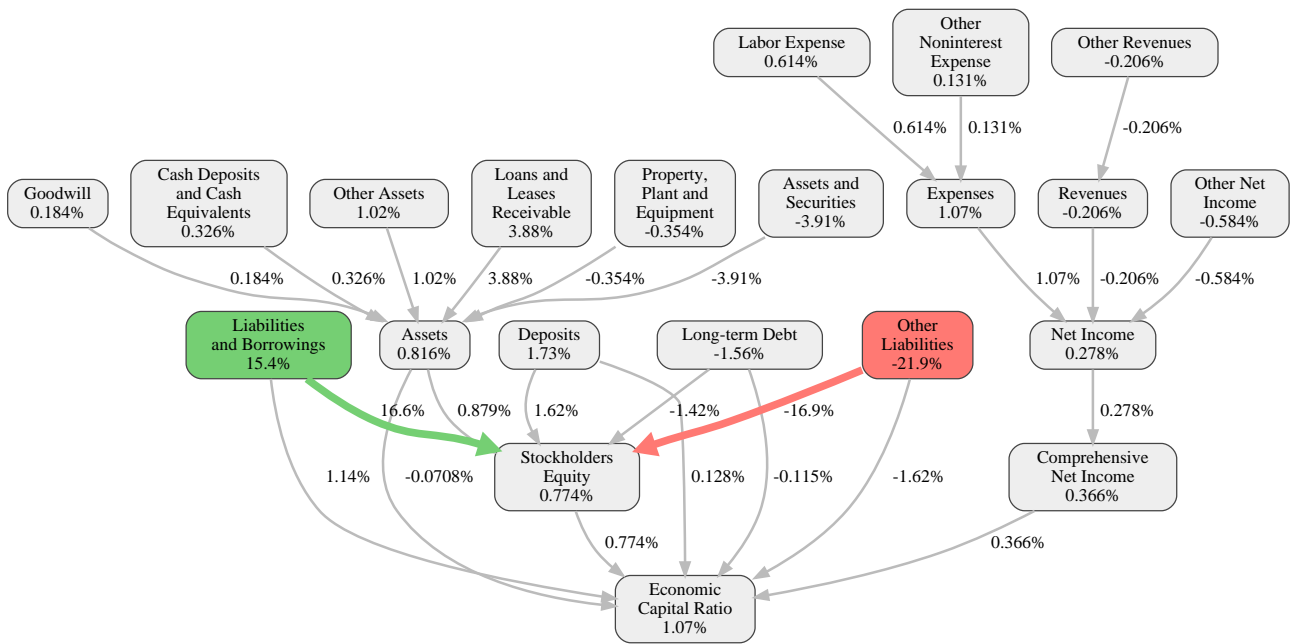 Labor Expense
0.614%
Other
Noninterest
Expense
0.131%
Other Revenues
-0.206%
0.614%
0.131%
-0.206%
Goodwill
0.184%
Cash Deposits
and Cash
Equivalents
0.326%
Other Assets
1.02%
Loans and
Leases
Receivable
3.88%
Property,
Plant and
Equipment
-0.354%
Assets and
Securities
-3.91%
Expenses
1.07%
Revenues
-0.206%
Other Net
Income
-0.584%
0.184%
0.326%
1.02%
3.88%
-0.354%
-3.91%
1.07%
-0.206%
-0.584%
Liabilities
and Borrowings
15.4%
Assets
0.816%
Deposits
1.73%
Long-term Debt
-1.56%
Other
Liabilities
-21.9%
Net Income
0.278%
16.6%
0.879%
1.62%
-1.42%
-16.9%
0.278%
1.14%
-0.0708%
Stockholders
Equity
0.774%
0.128%
-0.115%
-1.62%
Comprehensive
Net Income
0.366%
0.774%
0.366%
Economic
Capital Ratio
1.07%